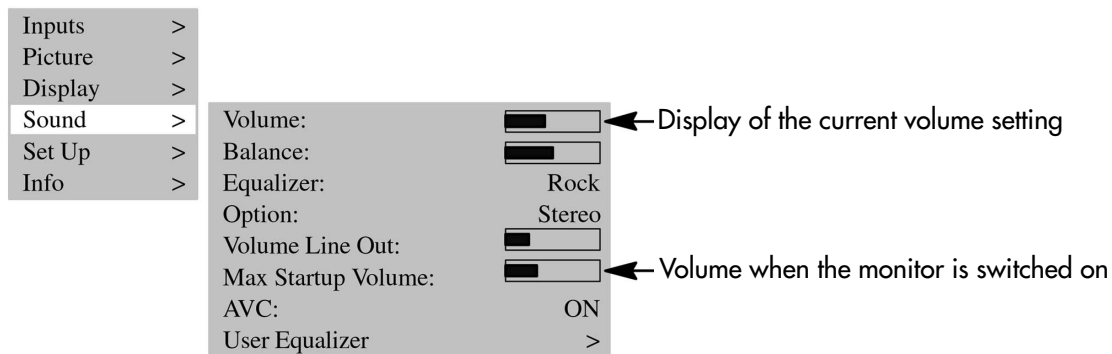 Inputs >
Picture >
Display >
Sound >
Set Up >
Info >
Volume:
Balance:
Equalizer: Rock
Option: Stereo
Volume Line Out:
Max Startup Volume:
AVC: ON
User Equalizer >
Display of the current volume setting
Volume when the monitor is switched on